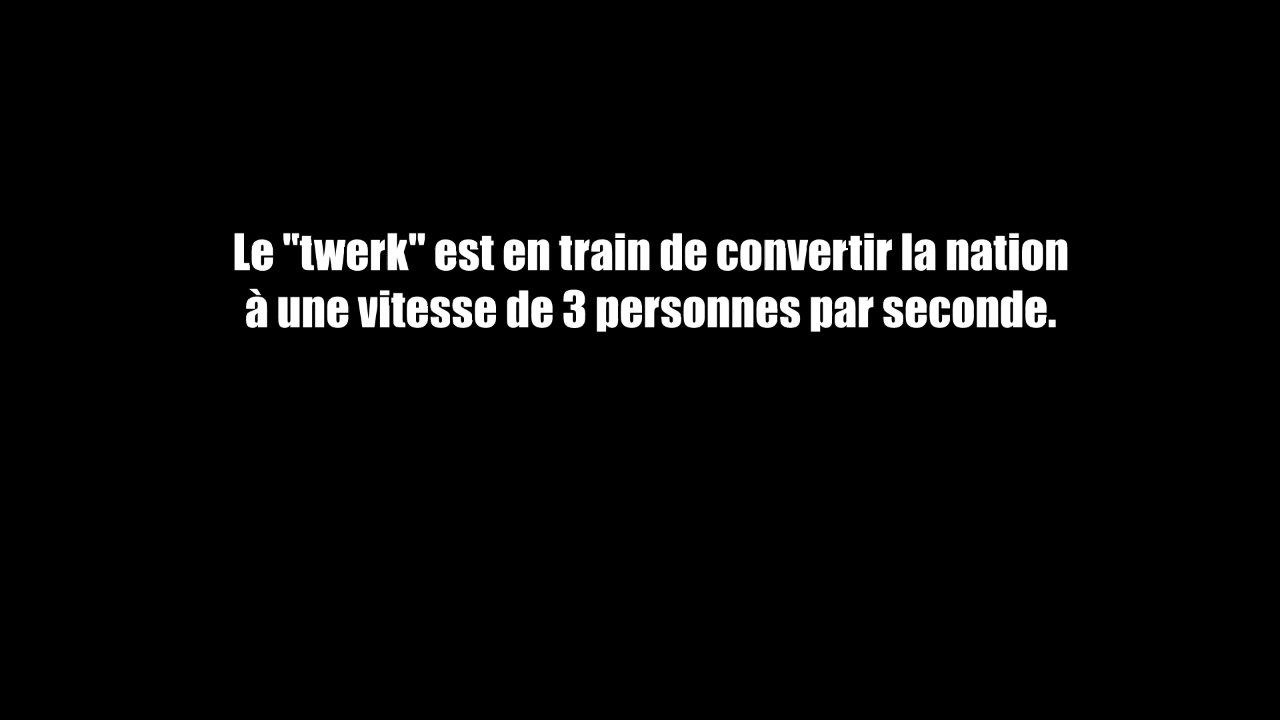 Le "twerk" est en train de convertir la nation
à une vitesse de 3 personnes par seconde.